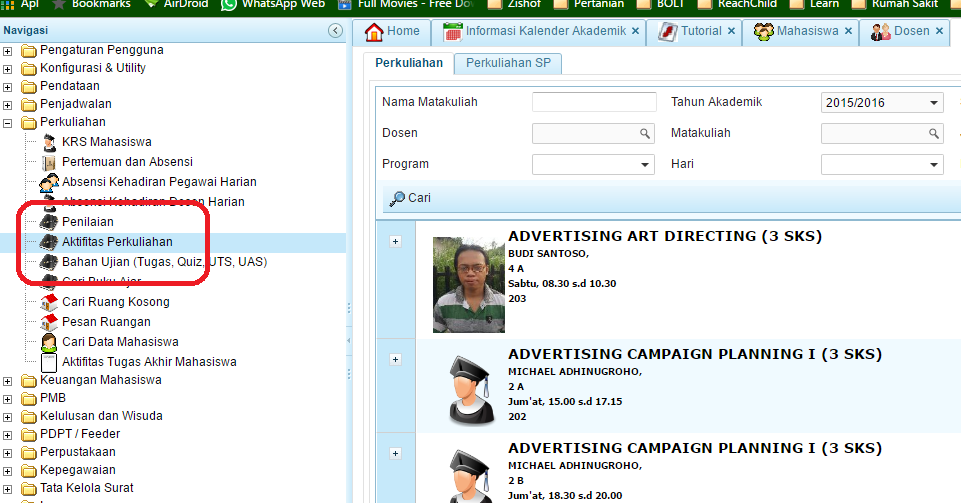 Apl Bookmarks AirDroid WhatsApp Web Full Movies - Free Dov Zishof Pertanian BOLT ReachChild Learn Rumah Sakit
Navigasi
Home Informasi Kalender Akademik Tutorial Mahasiswa Dosen
Pengaturan Pengguna
Konfigurasi & Utility
Pendataan
Penjadwalan
Perkuliahan
KRS Mahasiswa
Pertemuan dan Absensi
Absensi Kehadiran Pegawai Harian
Absensi Kehadiran Dosen Harian
Penilaian
Aktifitas Perkuliahan
Bahan Ujian (Tugas, Quiz, UTS, UAS)
Cari Buku Ajar
Cari Ruang Kosong
Pesan Ruangan
Cari Data Mahasiswa
Aktifitas Tugas Akhir Mahasiswa
Keuangan Mahasiswa
PMB
Kelulusan dan Wisuda
PDPT / Feeder
Perpustakaan
Kepegawaian
Tata Kelola Surat
Perkuliahan Perkuliahan SP
Nama Matakuliah Tahun Akademik 2015/2016
Dosen Matakuliah
Program Hari
Cari
ADVERTISING ART DIRECTING (3 SKS)
BUDI SANTOSO,
4 A
Sabtu, 08.30 s.d 10.30
203
ADVERTISING CAMPAIGN PLANNING I (3 SKS)
MICHAEL ADHINUGROHO,
2 A
Jum'at, 15.00 s.d 17.15
202
ADVERTISING CAMPAIGN PLANNING I (3 SKS)
MICHAEL ADHINUGROHO,
2 B
Jum'at, 18.30 s.d 20.00